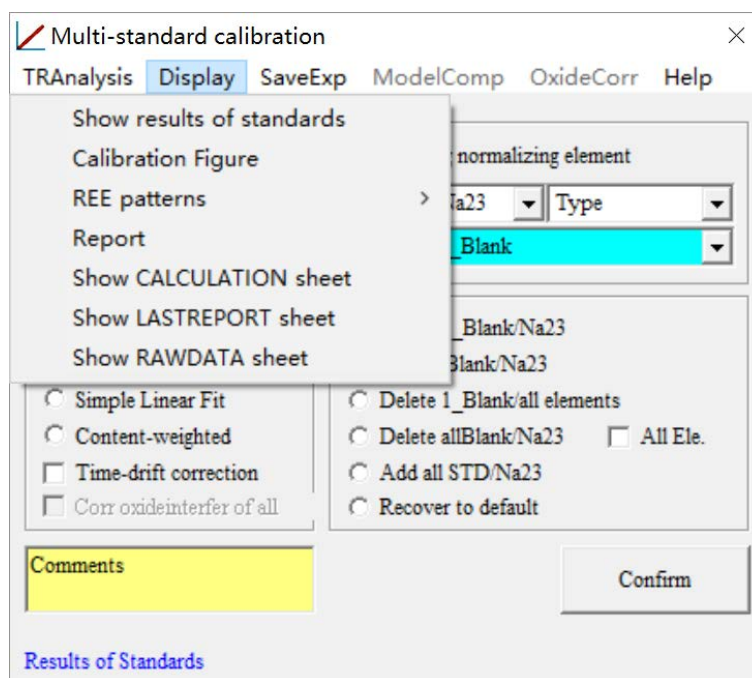 Multi-standard calibration
TRAnalysis Display SaveExp ModelComp OxideCorr Help
Show results of standards
Calibration Figure
REE patterns
Report
Show CALCULATION sheet
Show LASTREPORT sheet
Show RAWDATA sheet
normalizing element
Na23 Type
_Blank
_Blank/Na23
Blank/Na23
Simple Linear Fit
Content-weighted
Time-drift correction
Corr oxideinterfer of all
Delete 1_Blank/all elements
Delete allBlank/Na23 All Ele.
Add all STD/Na23
Recover to default
Comments
Confirm
Results of Standards